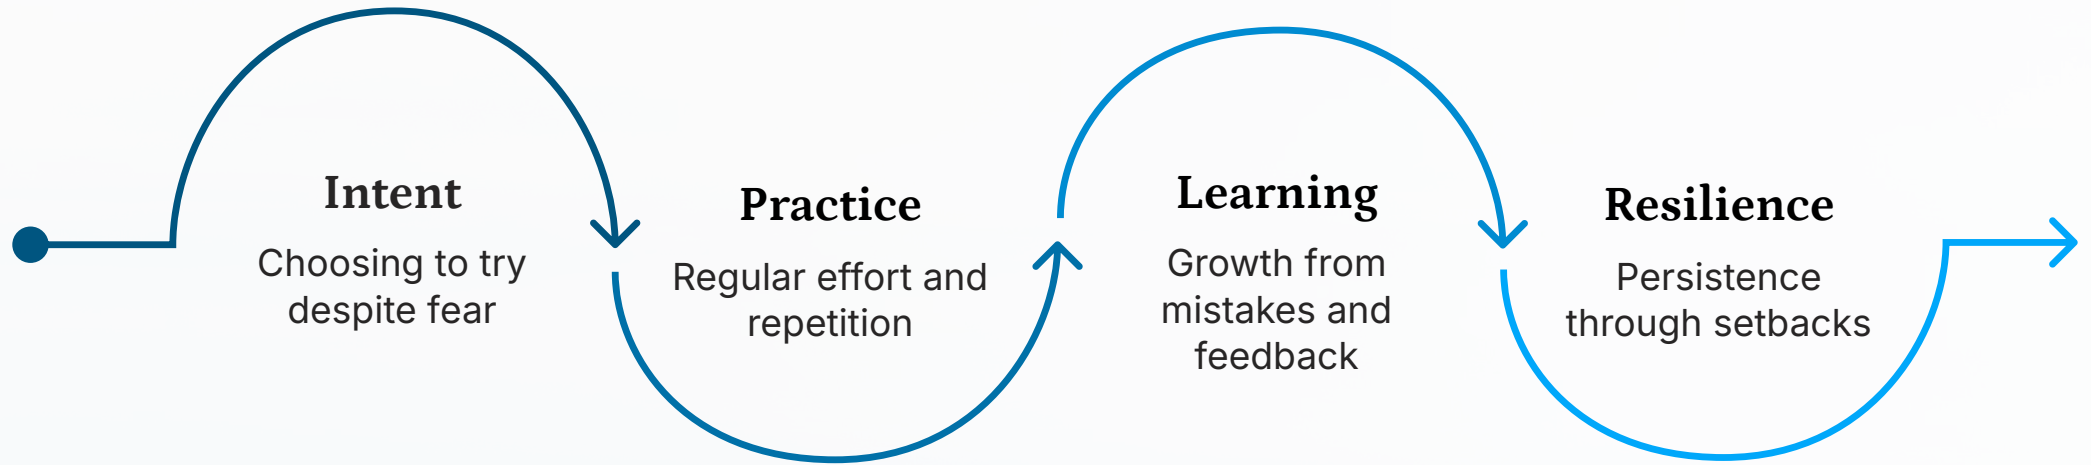 Intent
Choosing to try
despite fear
Practice
Regular effort and
repetition
Learning
Growth from
mistakes and
feedback
Resilience
Persistence
through setbacks